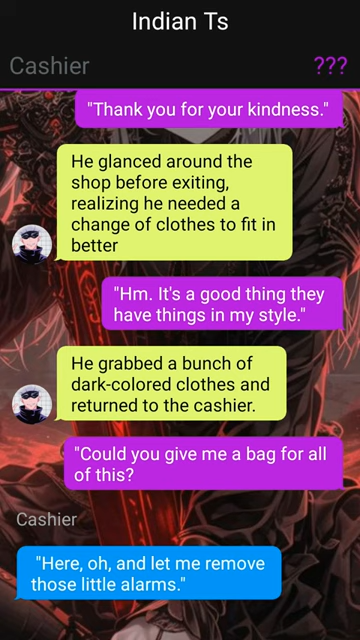 Indian Ts
Cashier
???
"Thank you for your kindness."
He glanced around the
shop before exiting,
realizing he needed a
change of clothes to fit in
better
"Hm. It's a good thing they
have things in my style."
He grabbed a bunch of
dark-colored clothes and
returned to the cashier.
"Could you give me a bag for all
of this?
Cashier
"Here, oh, and let me remove
those little alarms."